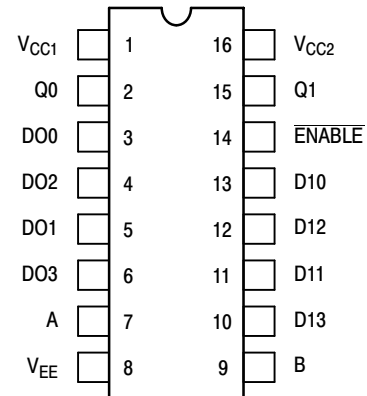 VCC1 1 16 VCC2
Q0 2 15 Q1
DO0 3 14 ENABLE
DO2 4 13 D10
DO1 5 12 D12
DO3 6 11 D11
A 7 10 D13
VEE 8 9 B